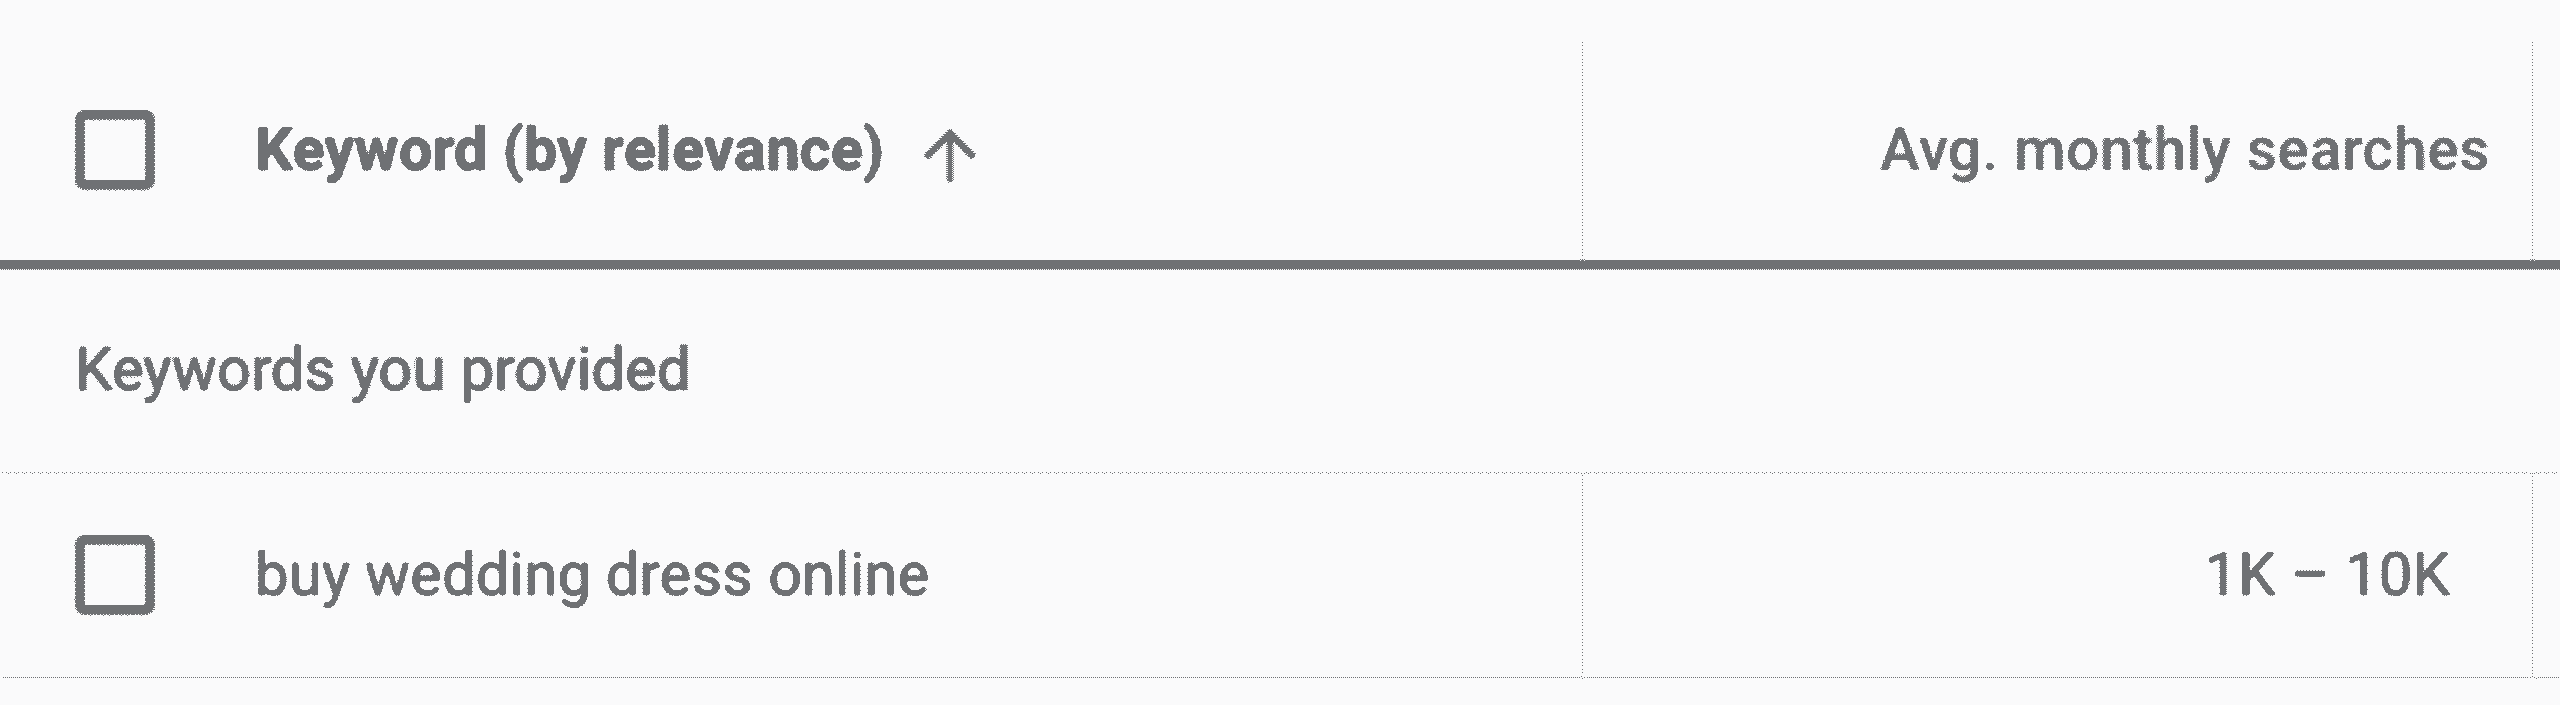 Keyword (by relevance) ↑ Avg. monthly searches
Keywords you provided
buy wedding dress online 1K – 10K